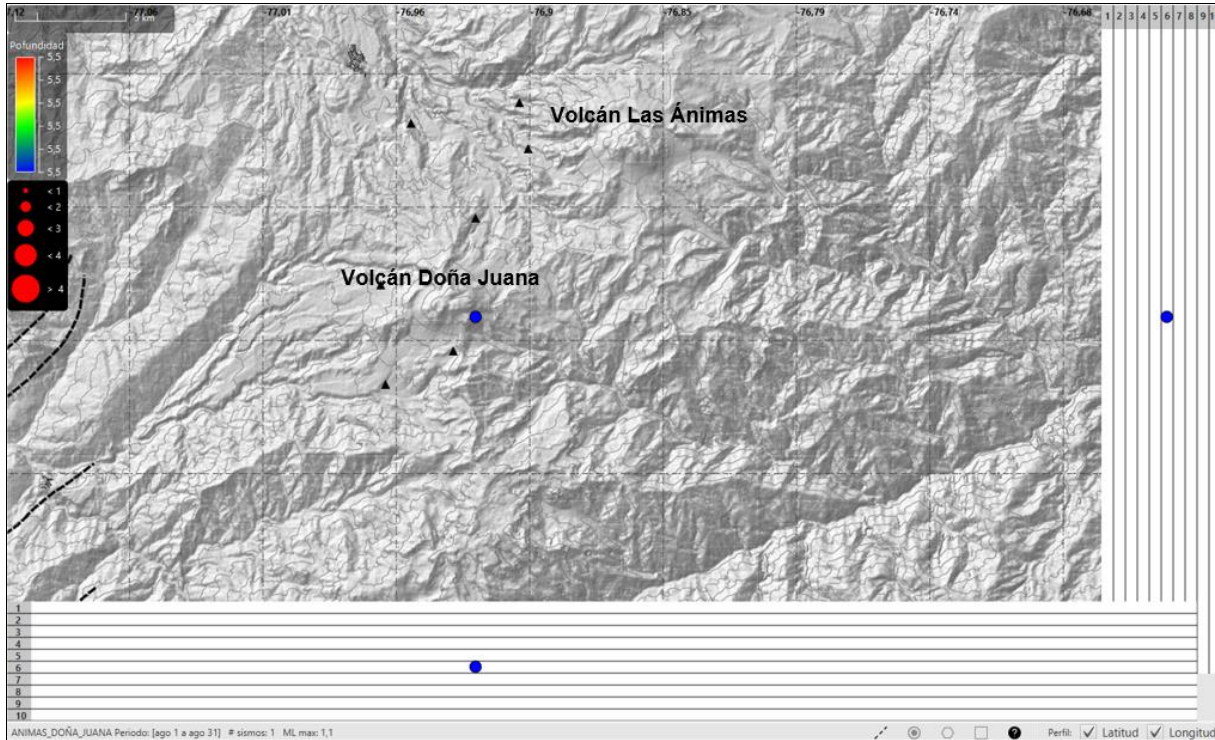 7.12 77.06 -77.01 -76.96 -76.9 -76.85 -76.79 -76.74 -76.68
5 km
1 2 3 4 5 6 7 8 9 1
Pofundidad
5,5
5,5
5,5
5,5
5,5
5,5
< 1
< 2
< 3
< 4
> 4
Volcán Las Ánimas
Volcán Doña Juana
1
2
3
4
5
6
7
8
9
10
ANIMAS_DOÑA_JUANA Periodo: [ago 1 a ago 31] # sismos: 1 ML max: 1,1
? Perfil: Latitud Longitud